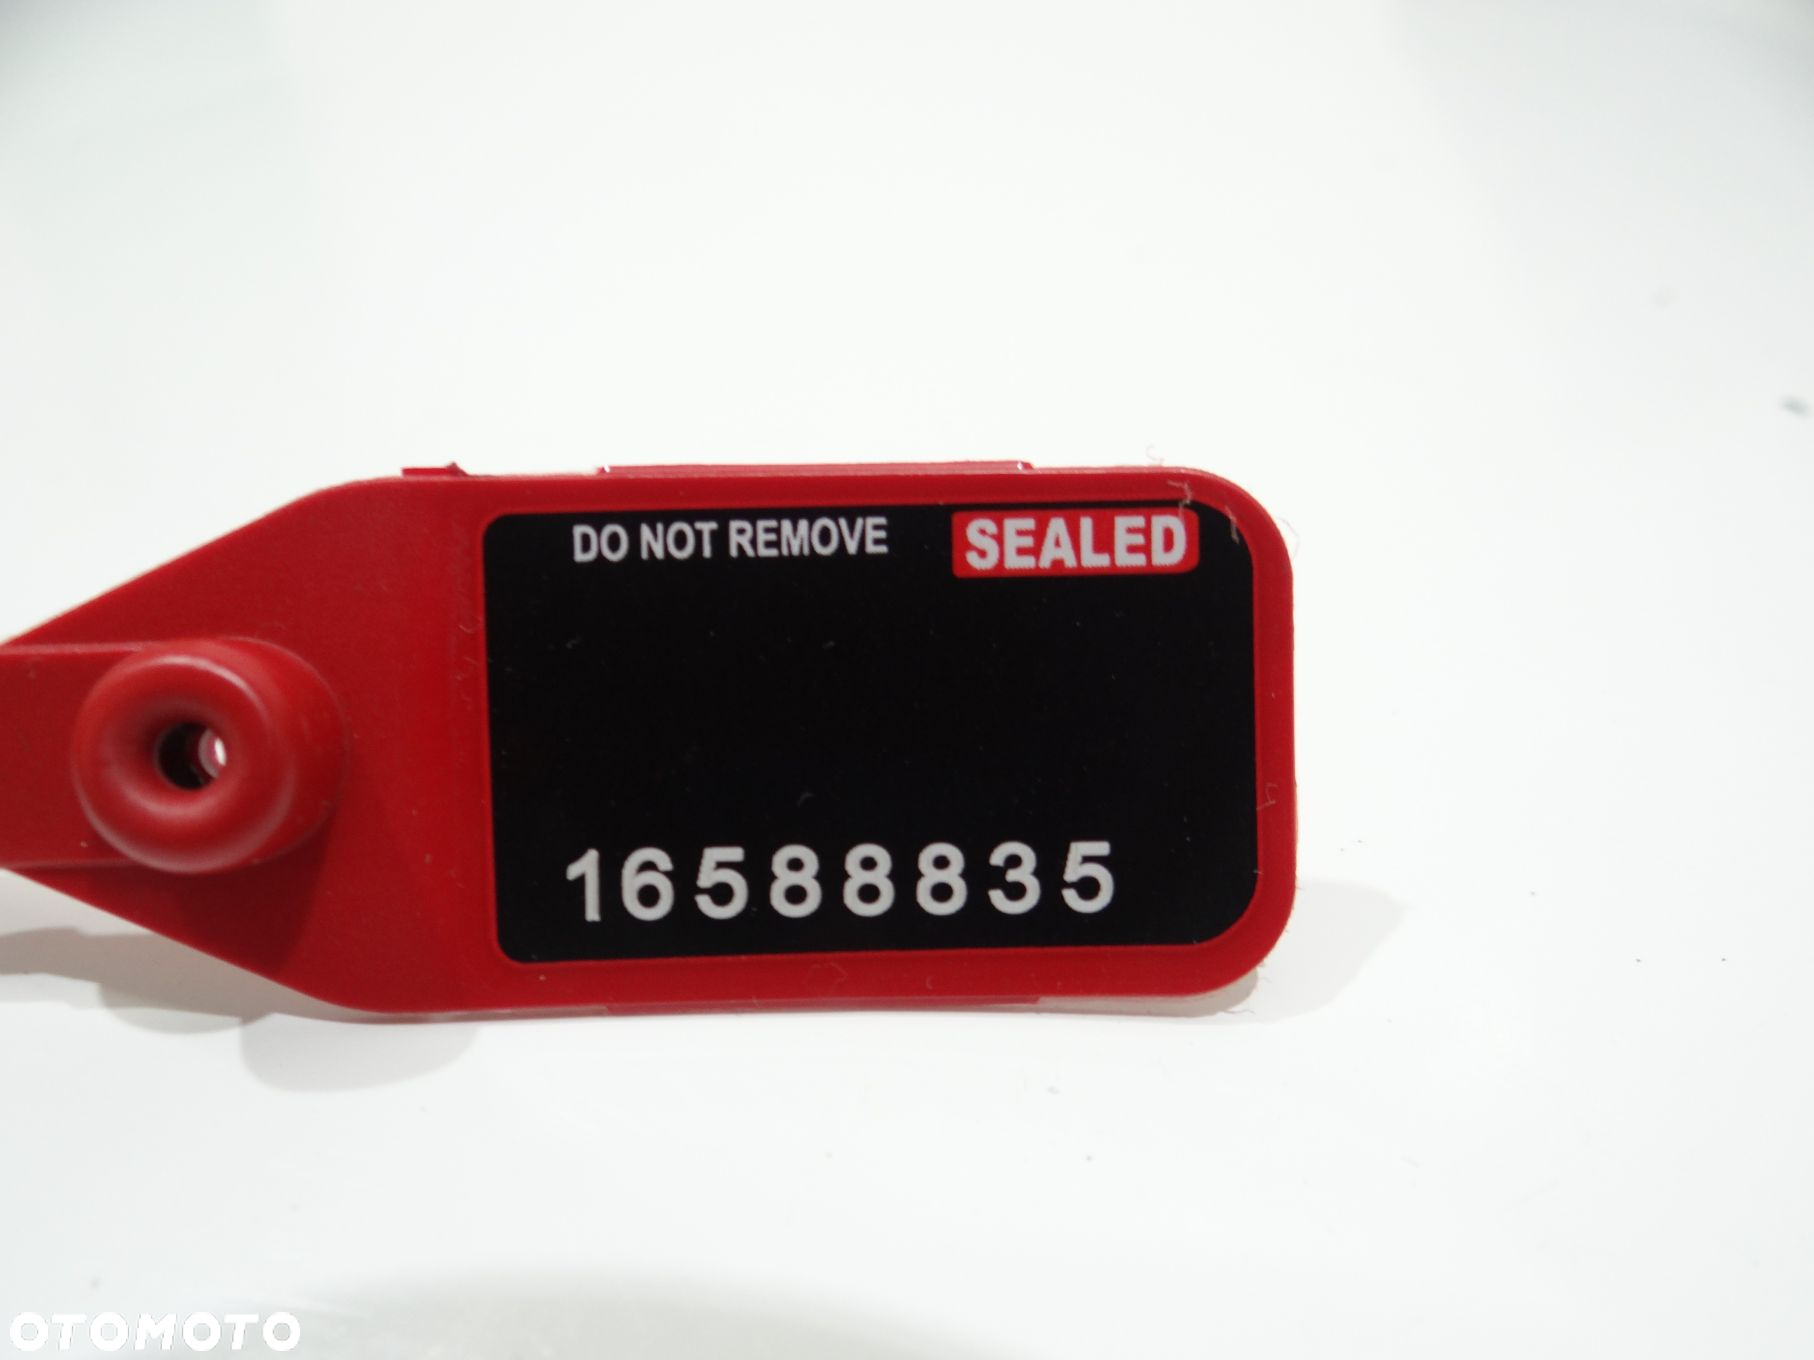 DO NOT REMOVE SEALED
16588835
OTOMOTO